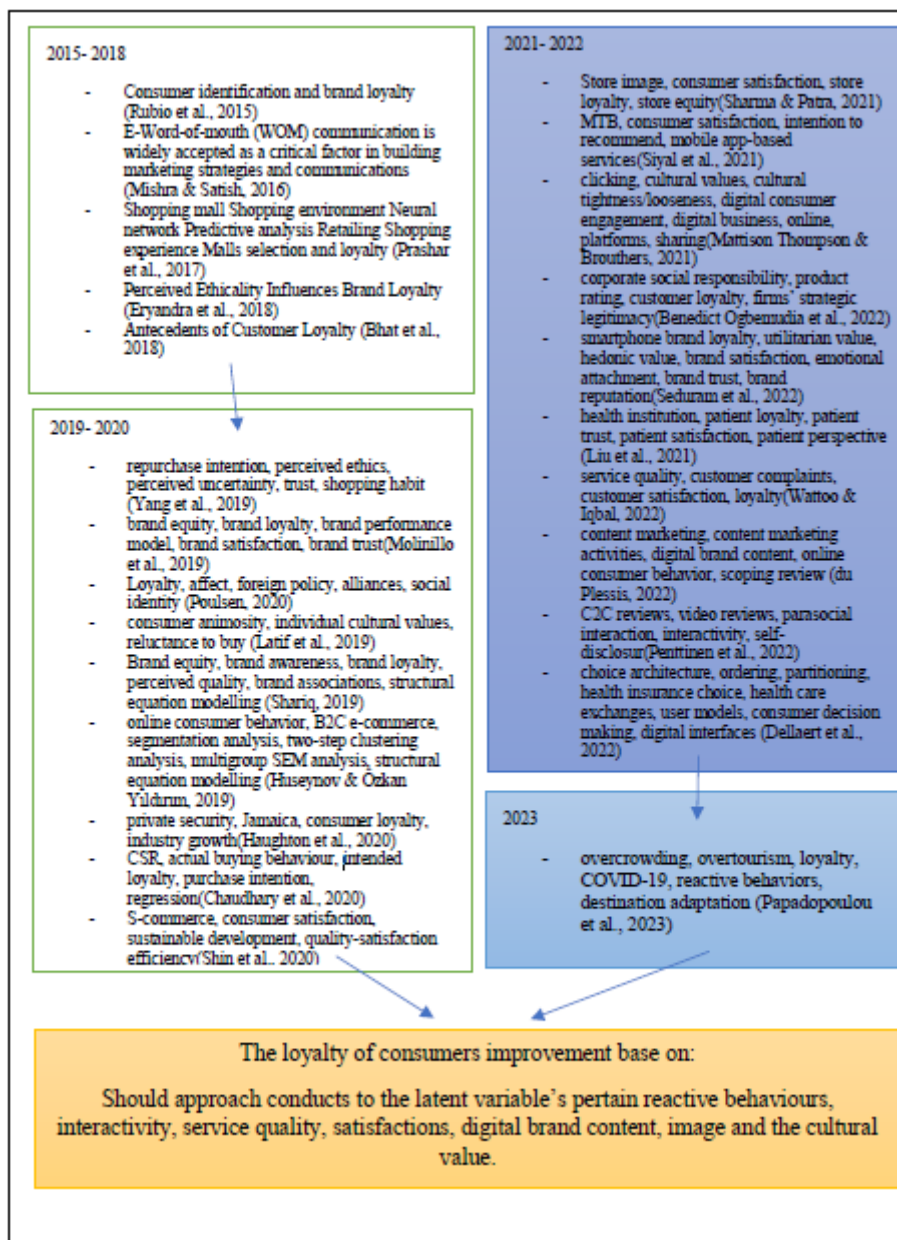 2015- 2018
- Consumer identification and brand loyalty
(Rubio et al., 2015)
- E-Word-of-mouth (WOM) communication is
widely accepted as a critical factor in building
marketing strategies and communications
(Mishra & Satish, 2016)
- Shopping mall Shopping environment Neural
network Predictive analysis Retailing Shopping
experience Malls selection and loyalty (Prashar
et al., 2017)
- Perceived Ethicality Influences Brand Loyalty
(Eryandra et al., 2018)
- Antecedents of Customer Loyalty (Bhat et al.,
2018)
2019- 2020
- repurchase intention, perceived ethics,
perceived uncertainty, trust, shopping habit
(Yang et al., 2019)
- brand equity, brand loyalty, brand performance
model, brand satisfaction, brand trust(Molinillo
et al., 2019)
- Loyalty, affect, foreign policy, alliances, social
identity (Poulsen, 2020)
- consumer animosity, individual cultural values,
reluctance to buy (Latif et al., 2019)
- Brand equity, brand awareness, brand loyalty,
perceived quality, brand associations, structural
equation modelling (Shariq, 2019)
- online consumer behavior, B2C e-commerce,
segmentation analysis, two-step clustering
analysis, multigroup SEM analysis, structural
equation modelling (Huseynov & Özkan
Yıldırım, 2019)
- private security, Jamaica, consumer loyalty,
industry growth(Haughton et al., 2020)
- CSR, actual buying behaviour, intended
loyalty, purchase intention,
regression(Chaudhary et al., 2020)
- S-commerce, consumer satisfaction,
sustainable development, quality-satisfaction
efficiency(Shin et al., 2020)
2021- 2022
- Store image, consumer satisfaction, store
loyalty, store equity(Sharma & Patra, 2021)
- MTB, consumer satisfaction, intention to
recommend, mobile app-based
services(Siyal et al., 2021)
- clicking, cultural values, cultural
tightness/looseness, digital consumer
engagement, digital business, online,
platforms, sharing(Mattison Thompson &
Brouthers, 2021)
- corporate social responsibility, product
rating, customer loyalty, firms' strategic
legitimacy(Benedict Ogbemudia et al., 2022)
- smartphone brand loyalty, utilitarian value,
hedonic value, brand satisfaction, emotional
attachment, brand trust, brand
reputation(Seduram et al., 2022)
- health institution, patient loyalty, patient
trust, patient satisfaction, patient perspective
(Liu et al., 2021)
- service quality, customer complaints,
customer satisfaction, loyalty(Wattoo &
Iqbal, 2022)
- content marketing, content marketing
activities, digital brand content, online
consumer behavior, scoping review (du
Plessis, 2022)
- C2C reviews, video reviews, parasocial
interaction, interactivity, self-
disclosur(Penttinen et al., 2022)
- choice architecture, ordering, partitioning,
health insurance choice, health care
exchanges, user models, consumer decision
making, digital interfaces (Dellaert et al.,
2022)
2023
- overcrowding, overtourism, loyalty,
COVID-19, reactive behaviors,
destination adaptation (Papadopoulou
et al., 2023)
The loyalty of consumers improvement base on:
Should approach conducts to the latent variable's pertain reactive behaviours,
interactivity, service quality, satisfactions, digital brand content, image and the cultural
value.